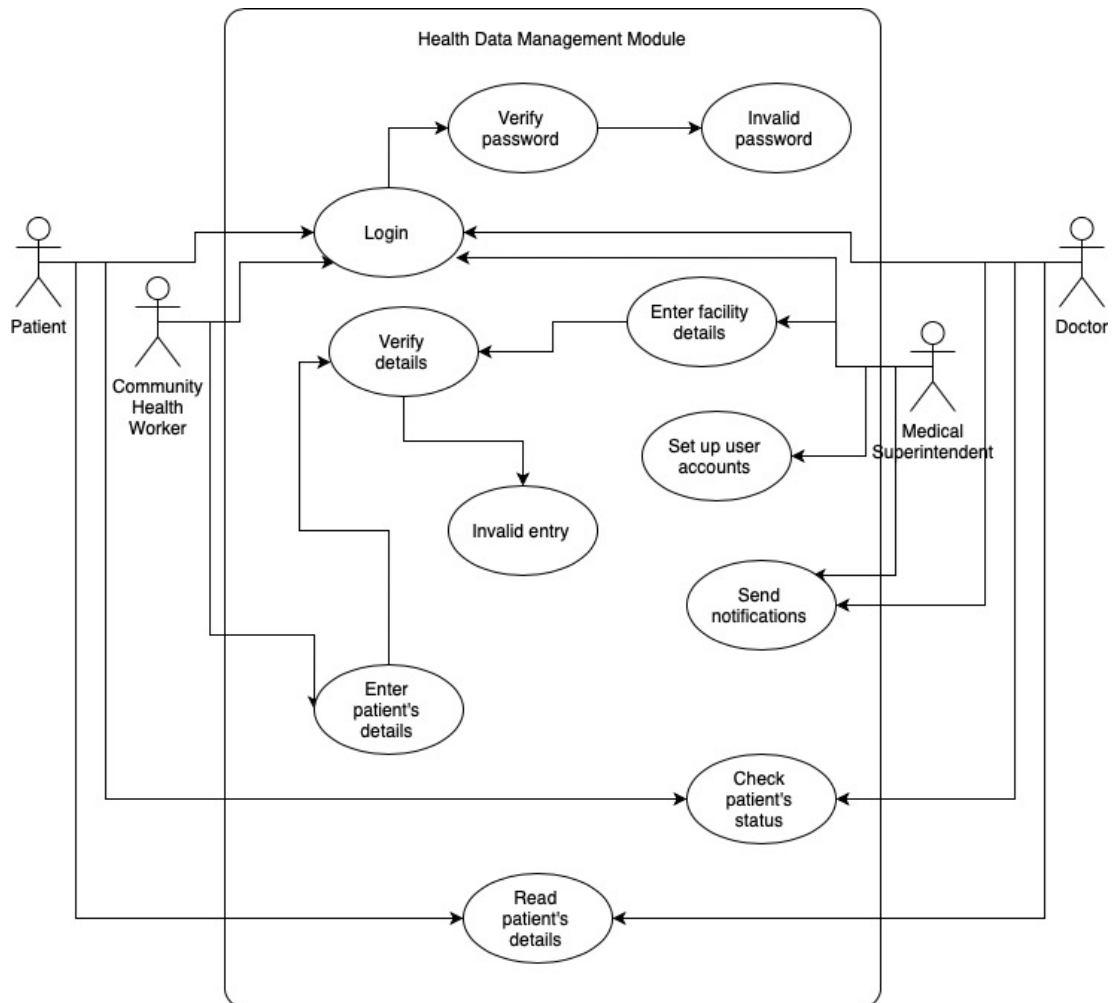 Health Data Management Module
Verify
password
Invalid
password
Login
Patient
Doctor
Enter facility
details
Verify
details
Community
Health
Worker
Medical
Superintendent
Set up user
accounts
Invalid entry
Send
notifications
Enter
patient's
details
Check
patient's
status
Read
patient's
details